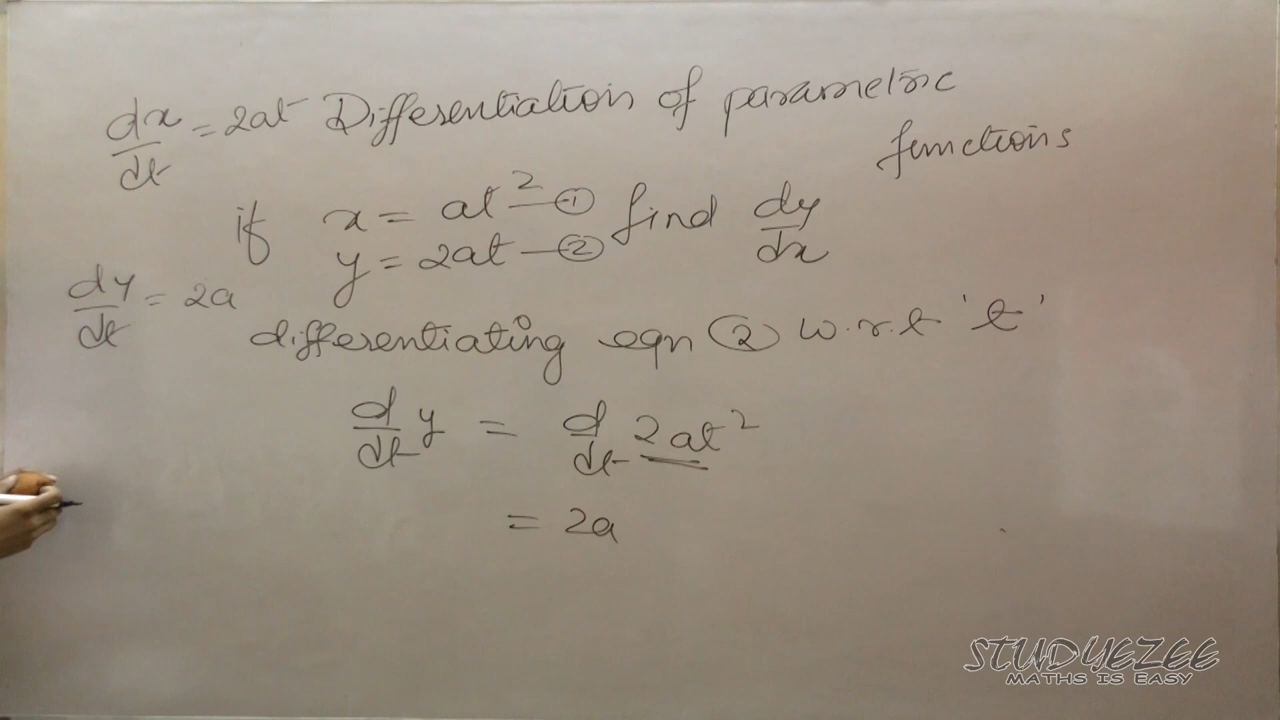 dx/dt = 2at Differentiation of parametric
functions
if x = at² —① find dy/dx
y = 2at —②
dy/dt = 2a
differentiating eqn ② w.r.t 't'
d/dt y = d/dt 2at²
= 2a
STUDYEZEE
MATHS IS EASY